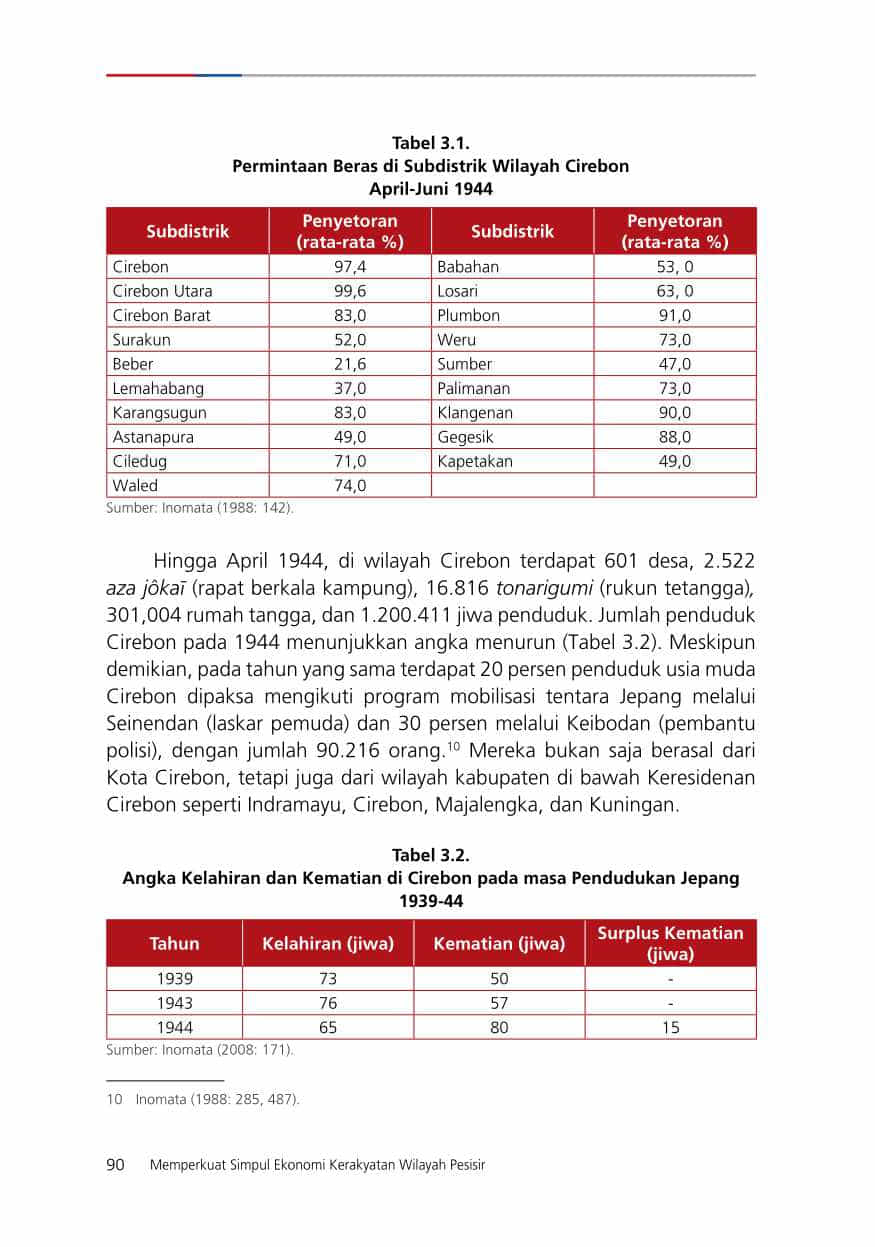 Tabel 3.1.
Permintaan Beras di Subdistrik Wilayah Cirebon
April-Juni 1944
Subdistrik Penyetoran (rata-rata %) Subdistrik Penyetoran (rata-rata %)
Cirebon 97,4 Babahan 53, 0
Cirebon Utara 99,6 Losari 63, 0
Cirebon Barat 83,0 Plumbon 91,0
Surakun 52,0 Weru 73,0
Beber 21,6 Sumber 47,0
Lemahabang 37,0 Palimanan 73,0
Karangsugun 83,0 Klangenan 90,0
Astanapura 49,0 Gegesik 88,0
Ciledug 71,0 Kapetakan 49,0
Waled 74,0
Sumber: Inomata (1988: 142).
Hingga April 1944, di wilayah Cirebon terdapat 601 desa, 2.522
aza jôkaī (rapat berkala kampung), 16.816 tonarigumi (rukun tetangga),
301,004 rumah tangga, dan 1.200.411 jiwa penduduk. Jumlah penduduk
Cirebon pada 1944 menunjukkan angka menurun (Tabel 3.2). Meskipun
demikian, pada tahun yang sama terdapat 20 persen penduduk usia muda
Cirebon dipaksa mengikuti program mobilisasi tentara Jepang melalui
Seinendan (laskar pemuda) dan 30 persen melalui Keibodan (pembantu
polisi), dengan jumlah 90.216 orang.10 Mereka bukan saja berasal dari
Kota Cirebon, tetapi juga dari wilayah kabupaten di bawah Keresidenan
Cirebon seperti Indramayu, Cirebon, Majalengka, dan Kuningan.
Tabel 3.2.
Angka Kelahiran dan Kematian di Cirebon pada masa Pendudukan Jepang
1939-44
Tahun Kelahiran (jiwa) Kematian (jiwa) Surplus Kematian (jiwa)
1939 73 50 -
1943 76 57 -
1944 65 80 15
Sumber: Inomata (2008: 171).
10 Inomata (1988: 285, 487).
90 Memperkuat Simpul Ekonomi Kerakyatan Wilayah Pesisir